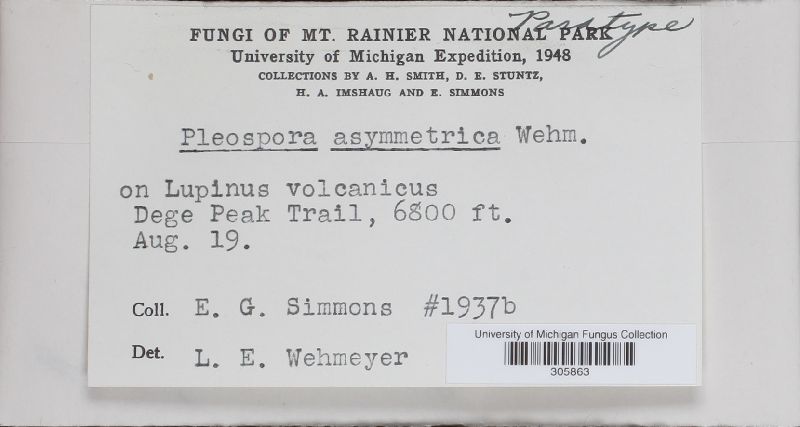 Paratype
FUNGI OF MT. RAINIER NATIONAL PARK
University of Michigan Expedition, 1948
COLLECTIONS BY A. H. SMITH, D. E. STUNTZ,
H. A. IMSHAUG AND E. SIMMONS
Pleospora asymmetrica Wehm.
on Lupinus volcanicus
Dege Peak Trail, 6800 ft.
Aug. 19.
Coll. E. G. Simmons #1937b
Det. L. E. Wehmeyer
University of Michigan Fungus Collection
305863